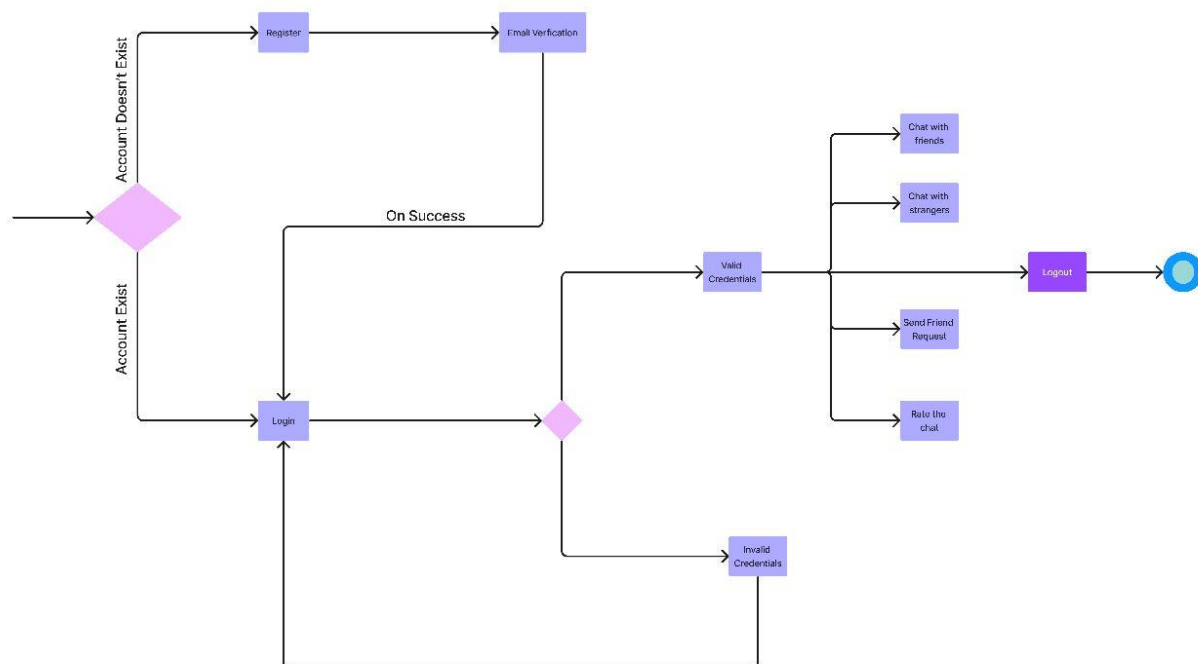 Register
Email Verfication
Account Doesn't Exist
Chat with
friends
Chat with
strangers
On Success
Valid
Credentials
Logout
Account Exist
Send Friend
Request
Login
Rate the
chat
Invalid
Credentials